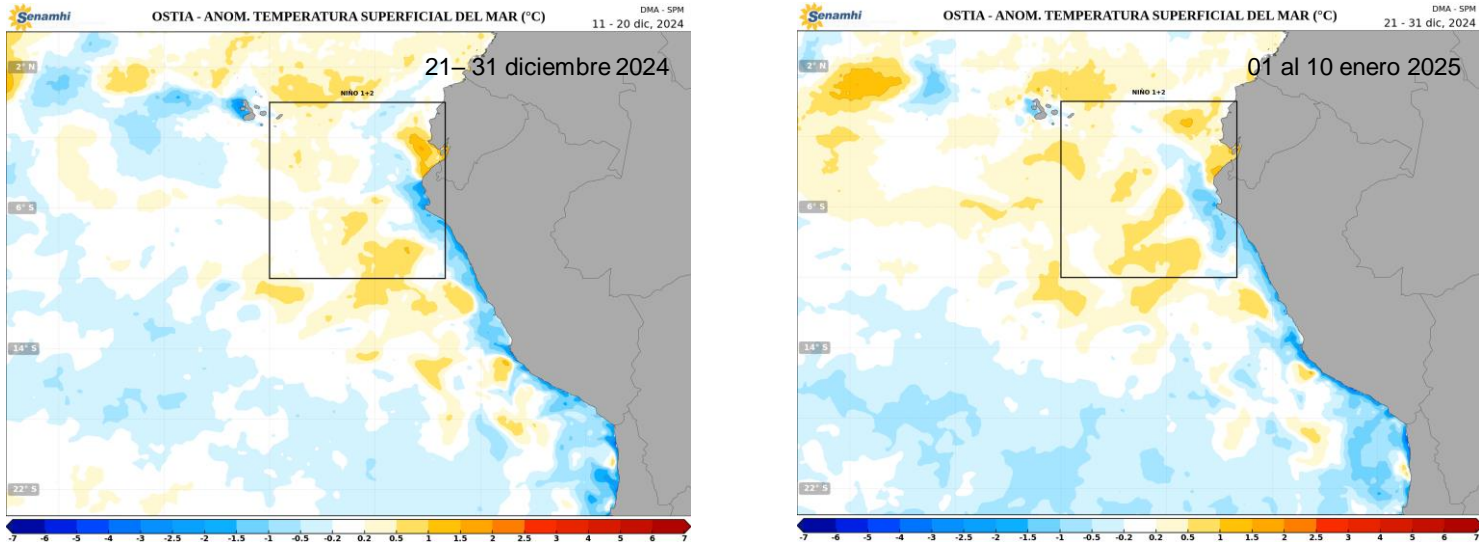 Senamhi
OSTIA - ANOM. TEMPERATURA SUPERFICIAL DEL MAR (°C)
DMA - SPM
11 - 20 dic, 2024
21– 31 diciembre 2024
2° N
NIÑO 1+2
6° S
14° S
22° S
-7 -6 -5 -4 -3 -2.5 -2 -1.5 -1 -0.5 -0.2 0.2 0.5 1 1.5 2 2.5 3 4 5 6 7
Senamhi
OSTIA - ANOM. TEMPERATURA SUPERFICIAL DEL MAR (°C)
DMA - SPM
21 - 31 dic, 2024
01 al 10 enero 2025
2° N
NIÑO 1+2
6° S
14° S
22° S
-7 -6 -5 -4 -3 -2.5 -2 -1.5 -1 -0.5 -0.2 0.2 0.5 1 1.5 2 2.5 3 4 5 6 7